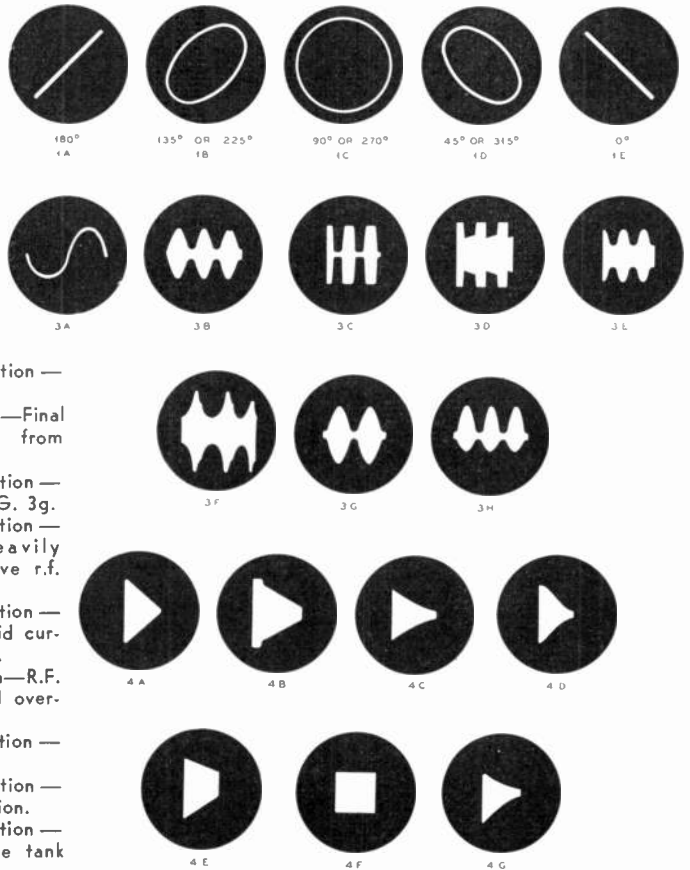 180°
135° OR 225°
90° OR 270°
45° OR 315°
0°
1A
1B
1C
1D
1E
3A
3B
3C
3D
3E
tion —
—Final
from
tion —
G. 3g.
tion —
eavily
ve r.f.
tion —
id cur-
n—R.F.
l over-
tion —
tion —
tion.
tion —
e tank
3F
3G
3H
4A
4B
4C
4D
4E
4F
4G